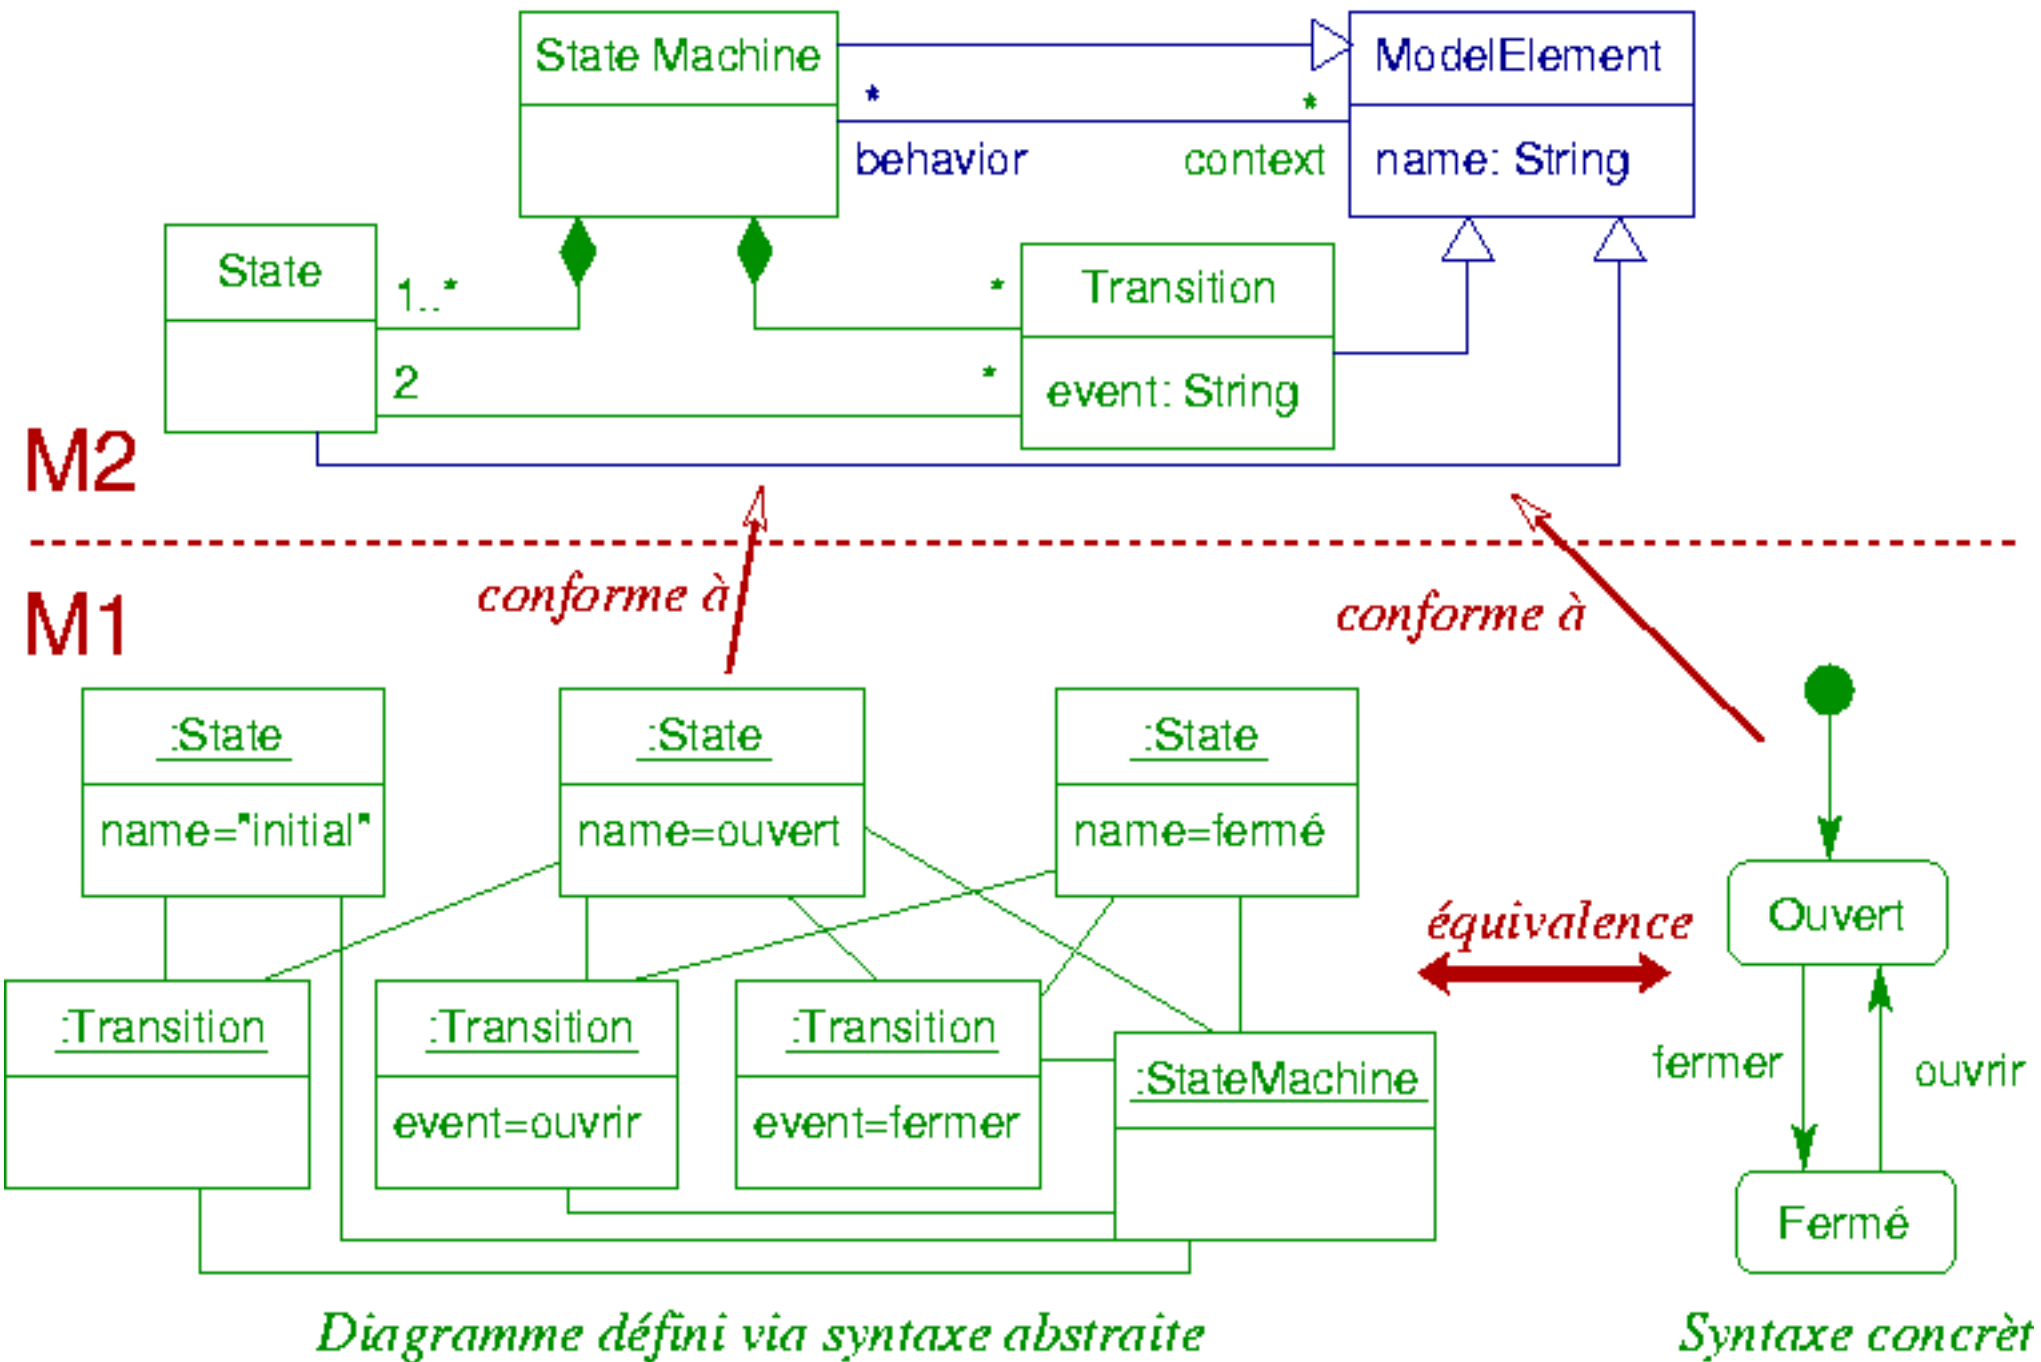 State Machine
ModelElement
*
*
behavior
context
name: String
State
1..*
*
Transition
2
*
event: String
M2
conforme à
conforme à
M1
:State
:State
:State
name="initial"
name=ouvert
name=fermé
équivalence
Ouvert
:Transition
:Transition
:Transition
:StateMachine
fermer
ouvrir
event=ouvrir
event=fermer
Fermé
Diagramme défini via syntaxe abstraite
Syntaxe concrèt